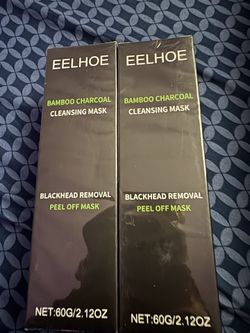 EELHOE
BAMBOO CHARCOAL
CLEANSING MASK
BLACKHEAD REMOVAL
PEEL OFF MASK
NET:60G/2.12OZ
EELHOE
BAMBOO CHARCOAL
CLEANSING MASK
BLACKHEAD REMOVAL
PEEL OFF MASK
NET:60G/2.12OZ